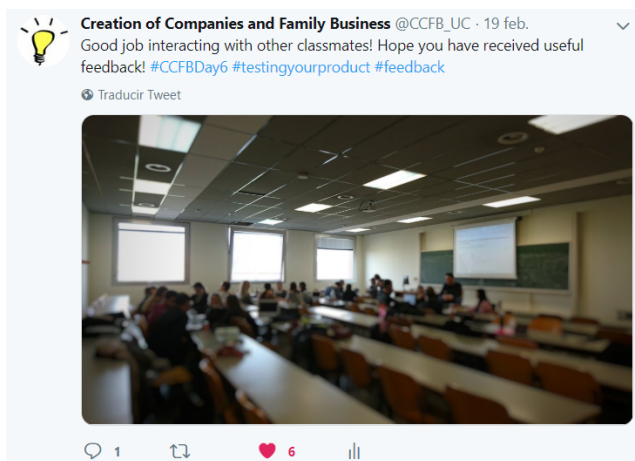 Creation of Companies and Family Business @CCFB_UC · 19 feb.
Good job interacting with other classmates! Hope you have received useful
feedback! #CCFBDay6 #testingyourproduct #feedback
Traducir Tweet
1 6